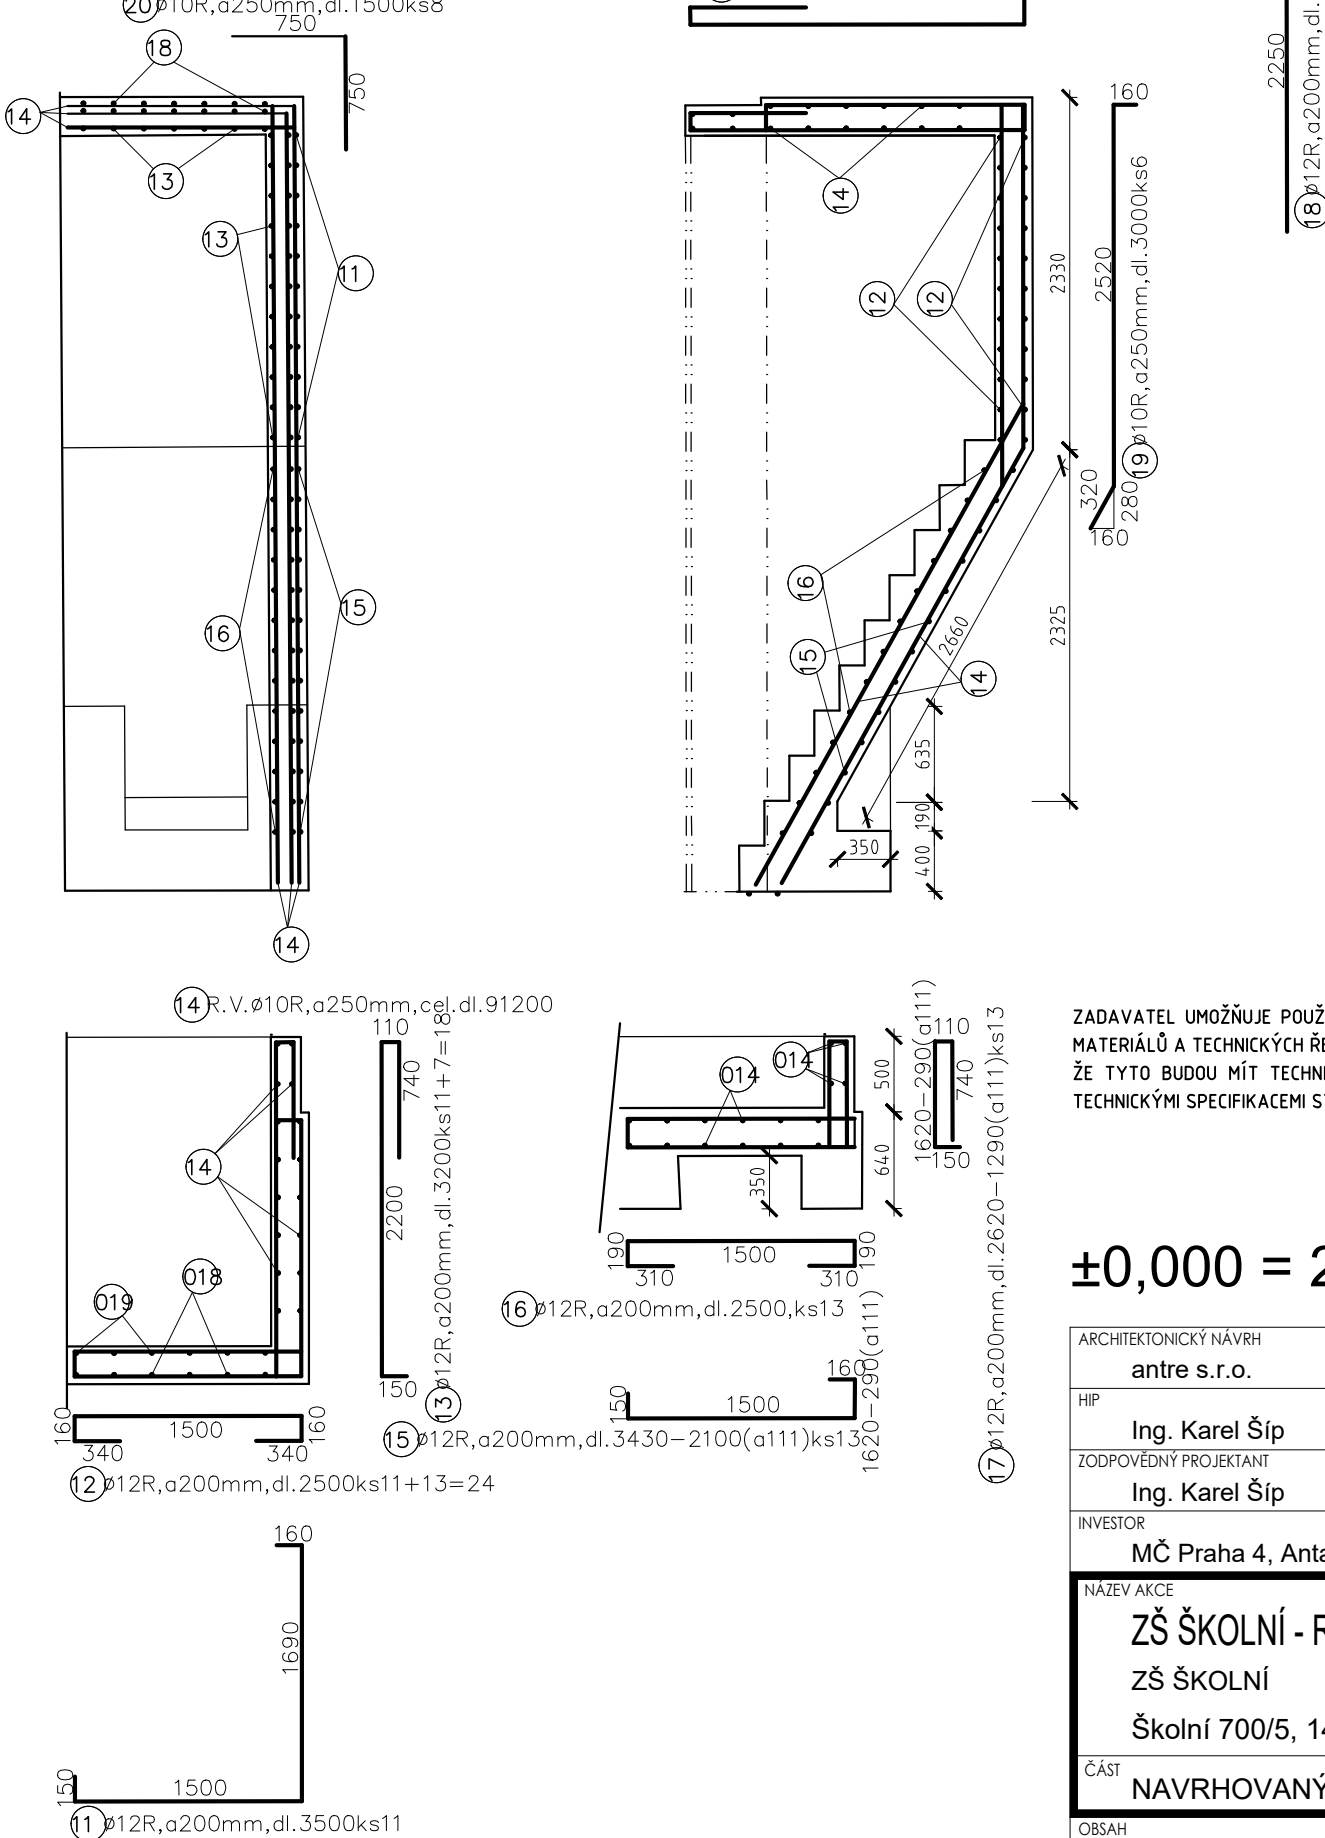 20 ø10R,a250mm,dl.1500ks8
750
750
18
14
13
13
11
16
15
14
14
12
12
16
15
14
2330
2325
2660
635
190
400
350
160
2520
320
280
160
19 ø10R,a250mm,dl.3000ks6
2250
18 ø12R,a200mm,dl.
14 R.V.ø10R,a250mm,cel.dl.91200
14
019
018
110
740
2200
150
13 ø12R,a200mm,dl.3200ks11+7=18
014
014
500
640
350
1620-290(a111)
110
740
150
17 ø12R,a200mm,dl.2620-1290(a111)ks13
190
1500
190
310
310
16 ø12R,a200mm,dl.2500,ks13
160
1500
160
340
340
12 ø12R,a200mm,dl.2500ks11+13=24
150
1500
160
1620-290(a111)
15 ø12R,a200mm,dl.3430-2100(a111)ks13
160
1690
150
1500
11 ø12R,a200mm,dl.3500ks11
ZADAVATEL UMOŽŇUJE POUŽ
MATERIÁLŮ A TECHNICKÝCH ŘE
ŽE TYTO BUDOU MÍT TECHN
TECHNICKÝMI SPECIFIKACEMI S
±0,000 = 2
ARCHITEKTONICKÝ NÁVRH
antre s.r.o.
HIP
Ing. Karel Šíp
ZODPOVĚDNÝ PROJEKTANT
Ing. Karel Šíp
INVESTOR
MČ Praha 4, Anta
NÁZEV AKCE
ZŠ ŠKOLNÍ - R
ZŠ ŠKOLNÍ
Školní 700/5, 14
ČÁST
NAVRHOVANÝ
OBSAH